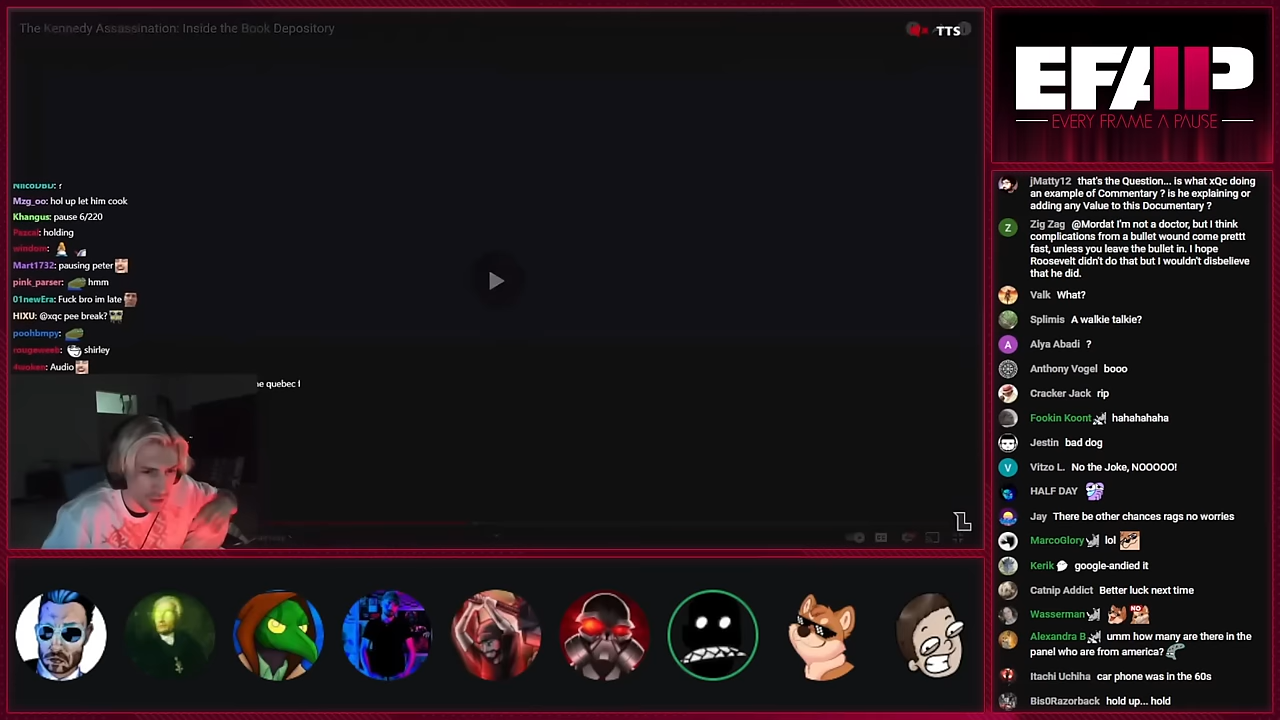 The Kennedy Assassination: Inside the Book Depository
TTS
NiicoDBD: ?
Mzg_oo: hol up let him cook
Khangus: pause 6/220
Pascal: holding
windom:
Mart1732: pausing peter
pink_parser: hmm
01newEra: Fuck bro im late
HIXU: @xqc pee break?
poohbmpy:
rougeweeb: shirley
4woken: Audio
he quebec f
EFAP
EVERY FRAME A PAUSE
jMatty12 that's the Question... is what xQc doing
an example of Commentary ? is he explaining or
adding any Value to this Documentary ?
Z
Zig Zag @Mordat I'm not a doctor, but I think
complications from a bullet wound come prettt
fast, unless you leave the bullet in. I hope
Roosevelt didn't do that but I wouldn't disbelieve
that he did.
Valk What?
Splimis A walkie talkie?
A
Alya Abadi ?
Anthony Vogel booo
Cracker Jack rip
Fookin Koont hahahahaha
Jestin bad dog
V
Vitzo L. No the Joke, NOOOOO!
HALF DAY
Jay There be other chances rags no worries
MarcoGlory lol
Kerik google-andied it
Catnip Addict Better luck next time
Wasserman NO
Alexandra B umm how many are there in the
panel who are from america?
Itachi Uchiha car phone was in the 60s
Bis0Razorback hold up... hold